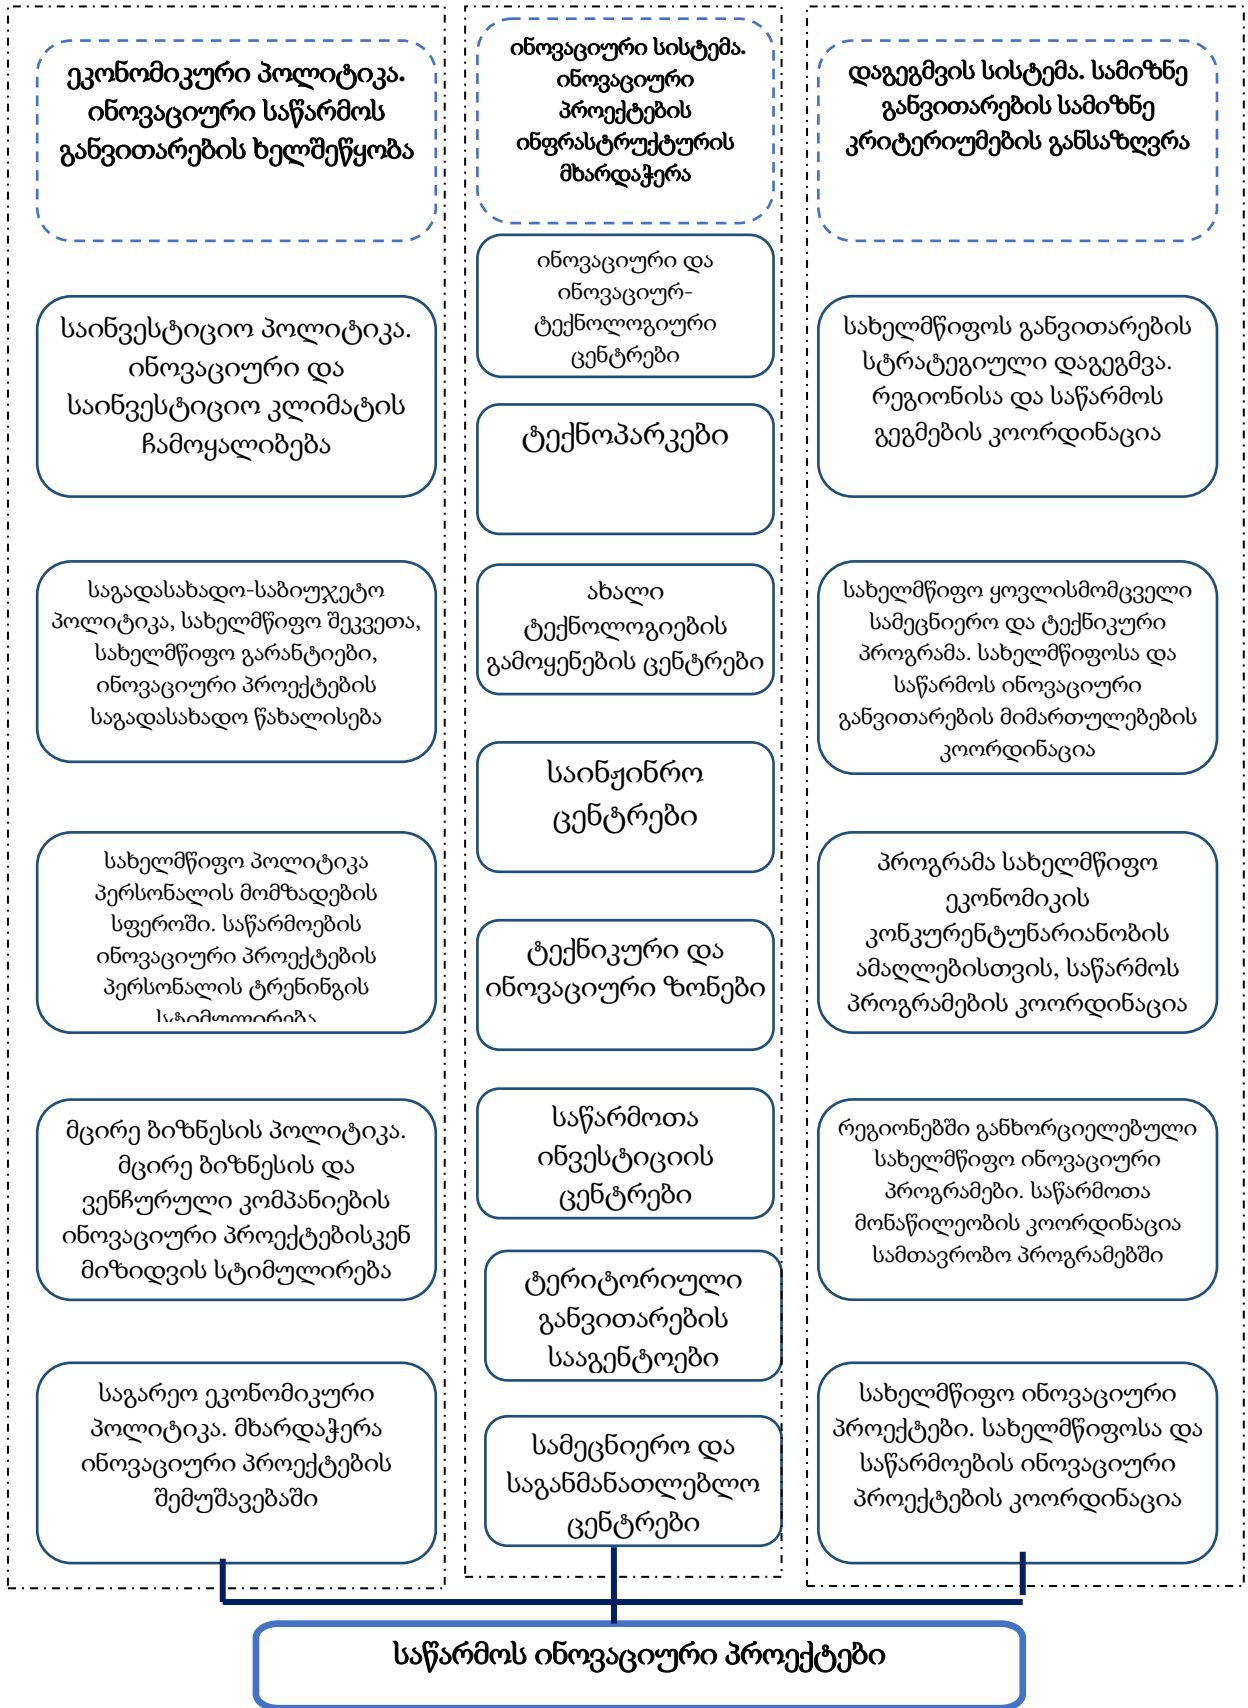 ეკონომიკური პოლიტიკა.
ინოვაციური საწარმოს
განვითარების ხელშეწყობა
საინვესტიციო პოლიტიკა.
ინოვაციური და
საინვესტიციო კლიმატის
ჩამოყალიბება
საგადასახადო-საბიუჯეტო
პოლიტიკა, სახელმწიფო შეკვეთა,
სახელმწიფო გარანტიები,
ინოვაციური პროექტების
საგადასახადო წახალისება
სახელმწიფო პოლიტიკა
პერსონალის მომზადების
სფეროში. საწარმოების
ინოვაციური პროექტების
პერსონალის ტრენინგის
სტიმულირება
მცირე ბიზნესის პოლიტიკა.
მცირე ბიზნესის და
ვენჩურული კომპანიების
ინოვაციური პროექტებისკენ
მიზიდვის სტიმულირება
საგარეო ეკონომიკური
პოლიტიკა. მხარდაჭერა
ინოვაციური პროექტების
შემუშავებაში
ინოვაციური სისტემა.
ინოვაციური
პროექტების
ინფრასტრუქტურის
მხარდაჭერა
ინოვაციური და
ინოვაციურ-
ტექნოლოგიური
ცენტრები
ტექნოპარკები
ახალი
ტექნოლოგიების
გამოყენების ცენტრები
საინჟინრო
ცენტრები
ტექნიკური და
ინოვაციური ზონები
საწარმოთა
ინვესტიციის
ცენტრები
ტერიტორიული
განვითარების
სააგენტოები
სამეცნიერო და
საგანმანათლებლო
ცენტრები
დაგეგმვის სისტემა. სამიზნე
განვითარების სამიზნე
კრიტერიუმების განსაზღვრა
სახელმწიფოს განვითარების
სტრატეგიული დაგეგმვა.
რეგიონისა და საწარმოს
გეგმების კოორდინაცია
სახელმწიფო ყოვლისმომცველი
სამეცნიერო და ტექნიკური
პროგრამა. სახელმწიფოსა და
საწარმოს ინოვაციური
განვითარების მიმართულებების
კოორდინაცია
პროგრამა სახელმწიფო
ეკონომიკის
კონკურენტუნარიანობის
ამაღლებისთვის, საწარმოს
პროგრამების კოორდინაცია
რეგიონებში განხორციელებული
სახელმწიფო ინოვაციური
პროგრამები. საწარმოთა
მონაწილეობის კოორდინაცია
სამთავრობო პროგრამებში
სახელმწიფო ინოვაციური
პროექტები. სახელმწიფოსა და
საწარმოების ინოვაციური
პროექტების კოორდინაცია
საწარმოს ინოვაციური პროექტები